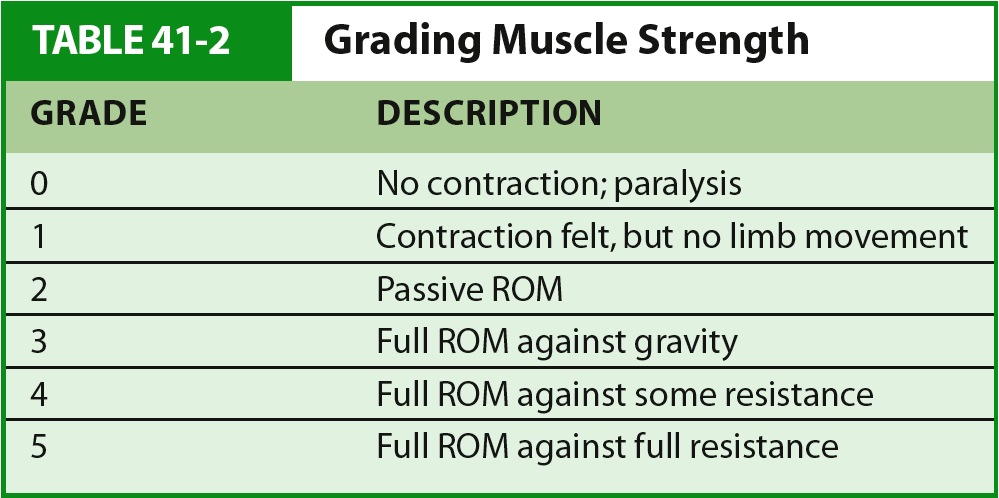 TABLE 41-2 Grading Muscle Strength
GRADE DESCRIPTION
0 No contraction; paralysis
1 Contraction felt, but no limb movement
2 Passive ROM
3 Full ROM against gravity
4 Full ROM against some resistance
5 Full ROM against full resistance